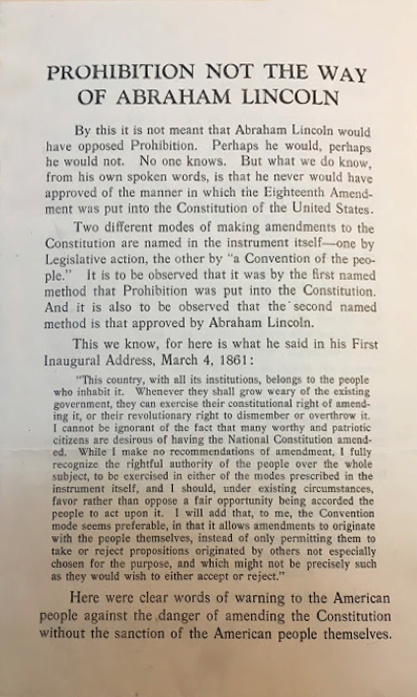 PROHIBITION NOT THE WAY
OF ABRAHAM LINCOLN
By this it is not meant that Abraham Lincoln would
have opposed Prohibition. Perhaps he would, perhaps
he would not. No one knows. But what we do know,
from his own spoken words, is that he never would have
approved of the manner in which the Eighteenth Amend-
ment was put into the Constitution of the United States.
Two different modes of making amendments to the
Constitution are named in the instrument itself—one by
Legislative action, the other by "a Convention of the peo-
ple." It is to be observed that it was by the first named
method that Prohibition was put into the Constitution.
And it is also to be observed that the second named
method is that approved by Abraham Lincoln.
This we know, for here is what he said in his First
Inaugural Address, March 4, 1861:
"This country, with all its institutions, belongs to the people
who inhabit it. Whenever they shall grow weary of the existing
government, they can exercise their constitutional right of amend-
ing it, or their revolutionary right to dismember or overthrow it.
I cannot be ignorant of the fact that many worthy and patriotic
citizens are desirous of having the National Constitution amend-
ed. While I make no recommendations of amendment, I fully
recognize the rightful authority of the people over the whole
subject, to be exercised in either of the modes prescribed in the
instrument itself, and I should, under existing circumstances,
favor rather than oppose a fair opportunity being accorded the
people to act upon it. I will add that, to me, the Convention
mode seems preferable, in that it allows amendments to originate
with the people themselves, instead of only permitting them to
take or reject propositions originated by others not especially
chosen for the purpose, and which might not be precisely such
as they would wish to either accept or reject."
Here were clear words of warning to the American
people against the danger of amending the Constitution
without the sanction of the American people themselves.